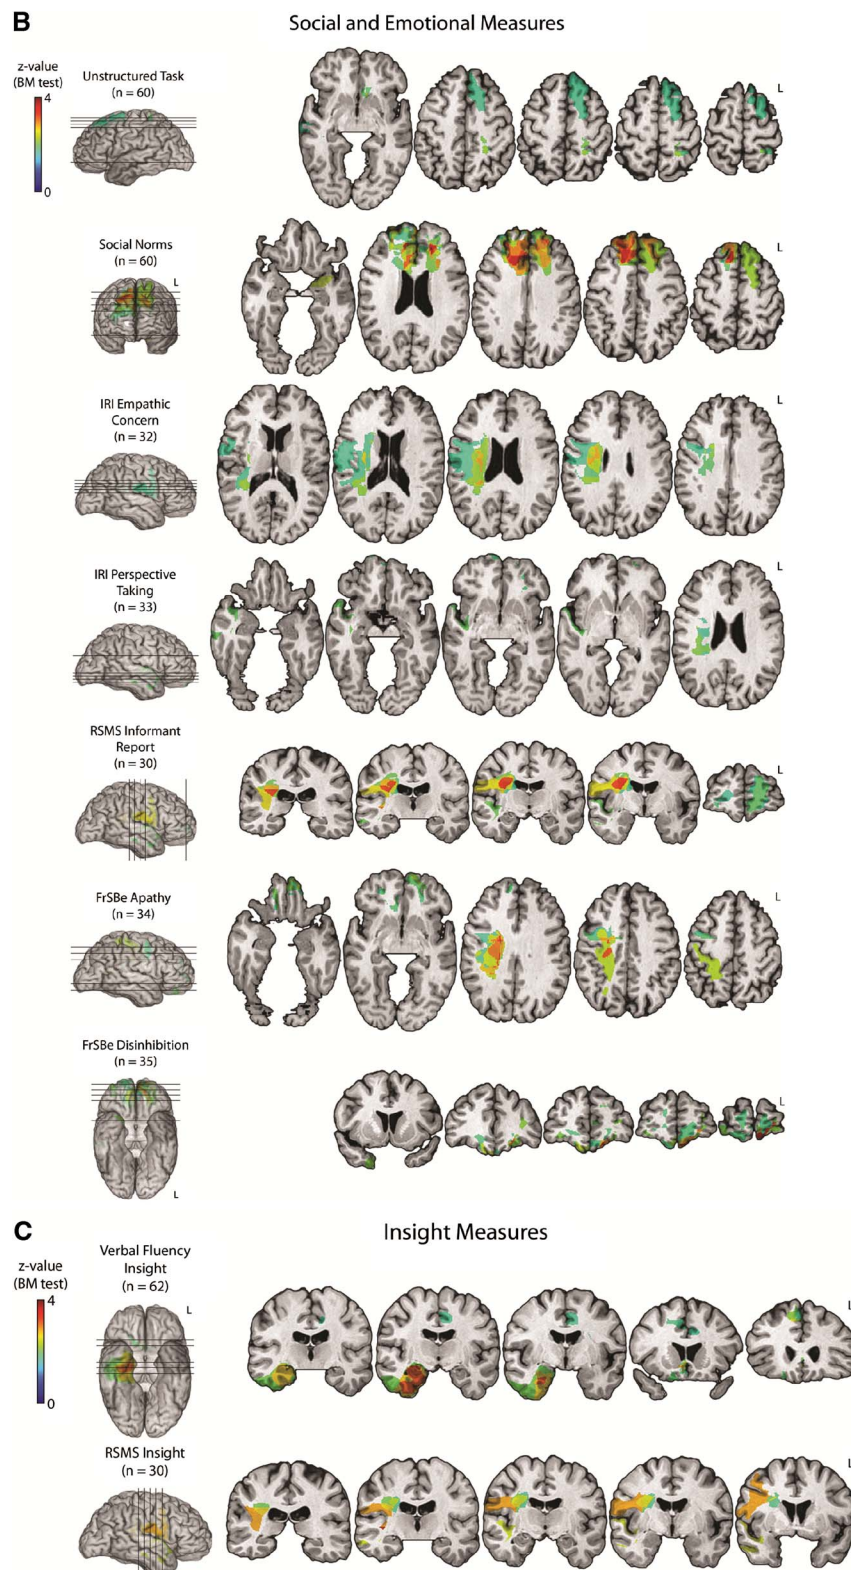 B
Social and Emotional Measures
z-value
(BM test)
4
0
Unstructured Task
(n = 60)
L
Social Norms
(n = 60)
L
L
IRI Empathic
Concern
(n = 32)
L
IRI Perspective
Taking
(n = 33)
L
RSMS Informant
Report
(n = 30)
L
FrSBe Apathy
(n = 34)
L
FrSBe Disinhibition
(n = 35)
L
L
C
Insight Measures
z-value
(BM test)
4
0
Verbal Fluency
Insight
(n = 62)
L
L
RSMS Insight
(n = 30)
L